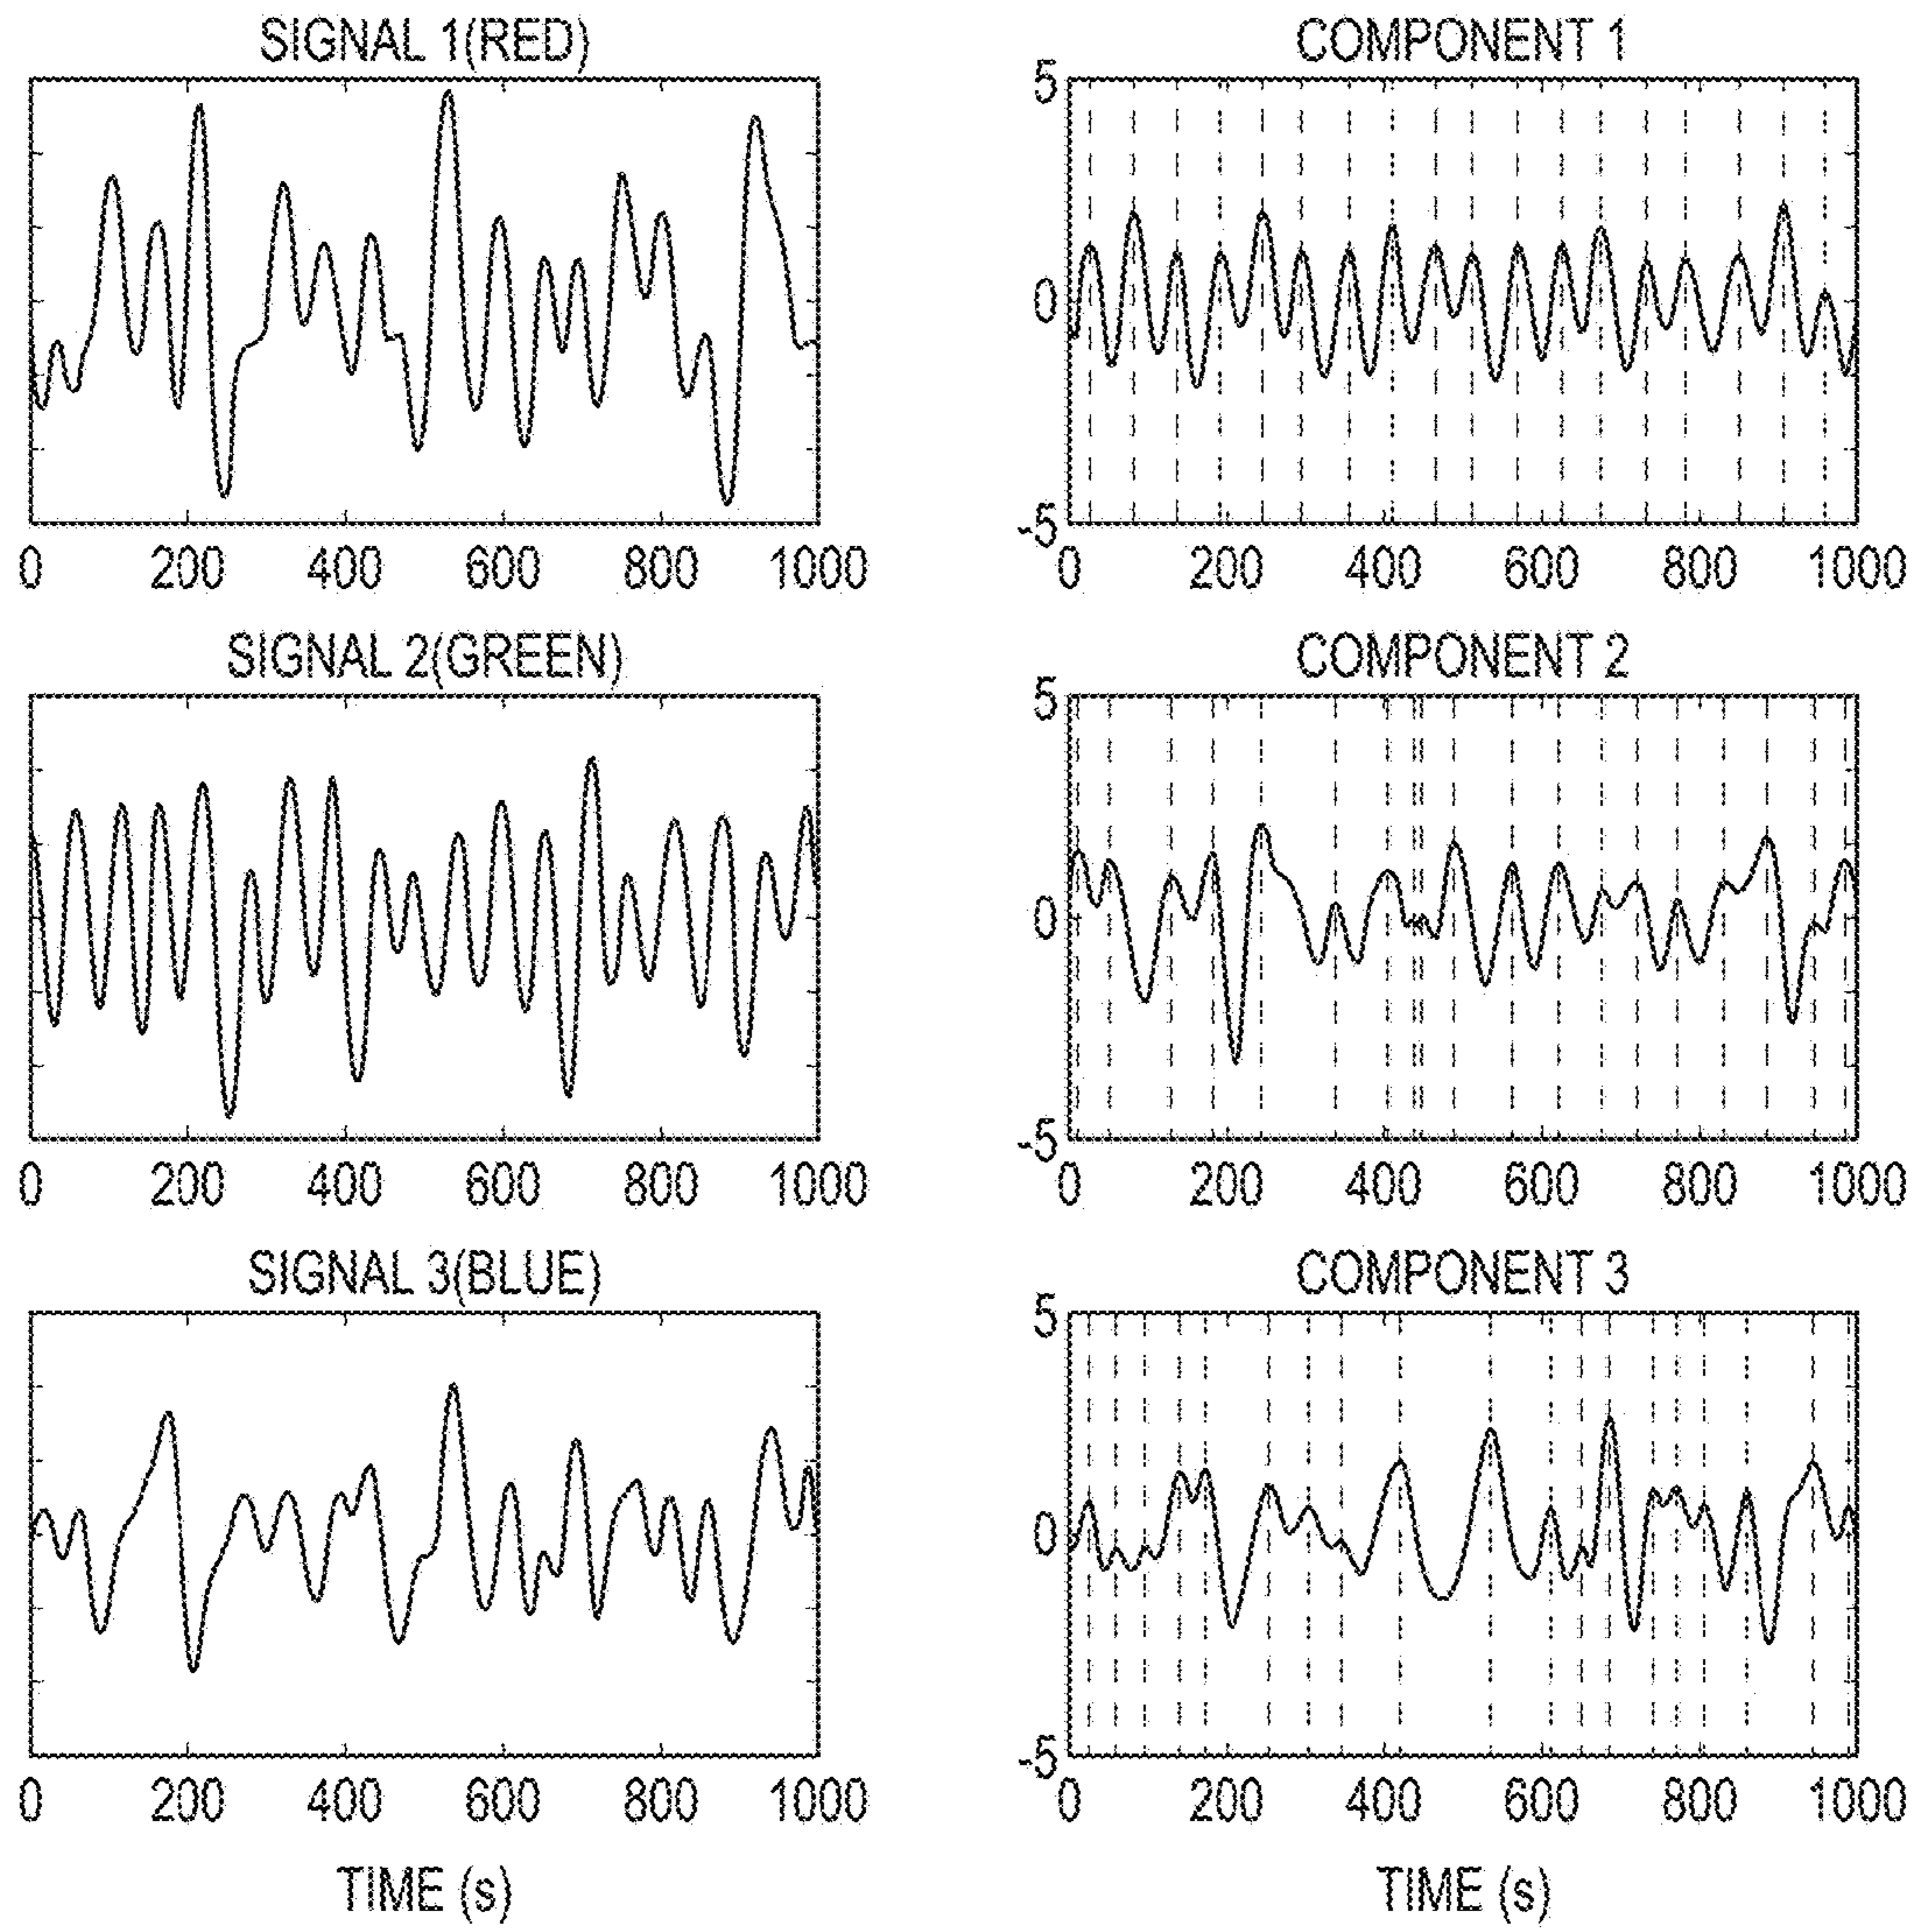 SIGNAL 1(RED)
0 200 400 600 800 1000
COMPONENT 1
5
0
-5
0 200 400 600 800 1000
SIGNAL 2(GREEN)
0 200 400 600 800 1000
COMPONENT 2
5
0
-5
0 200 400 600 800 1000
SIGNAL 3(BLUE)
0 200 400 600 800 1000
TIME (s)
COMPONENT 3
5
0
-5
0 200 400 600 800 1000
TIME (s)